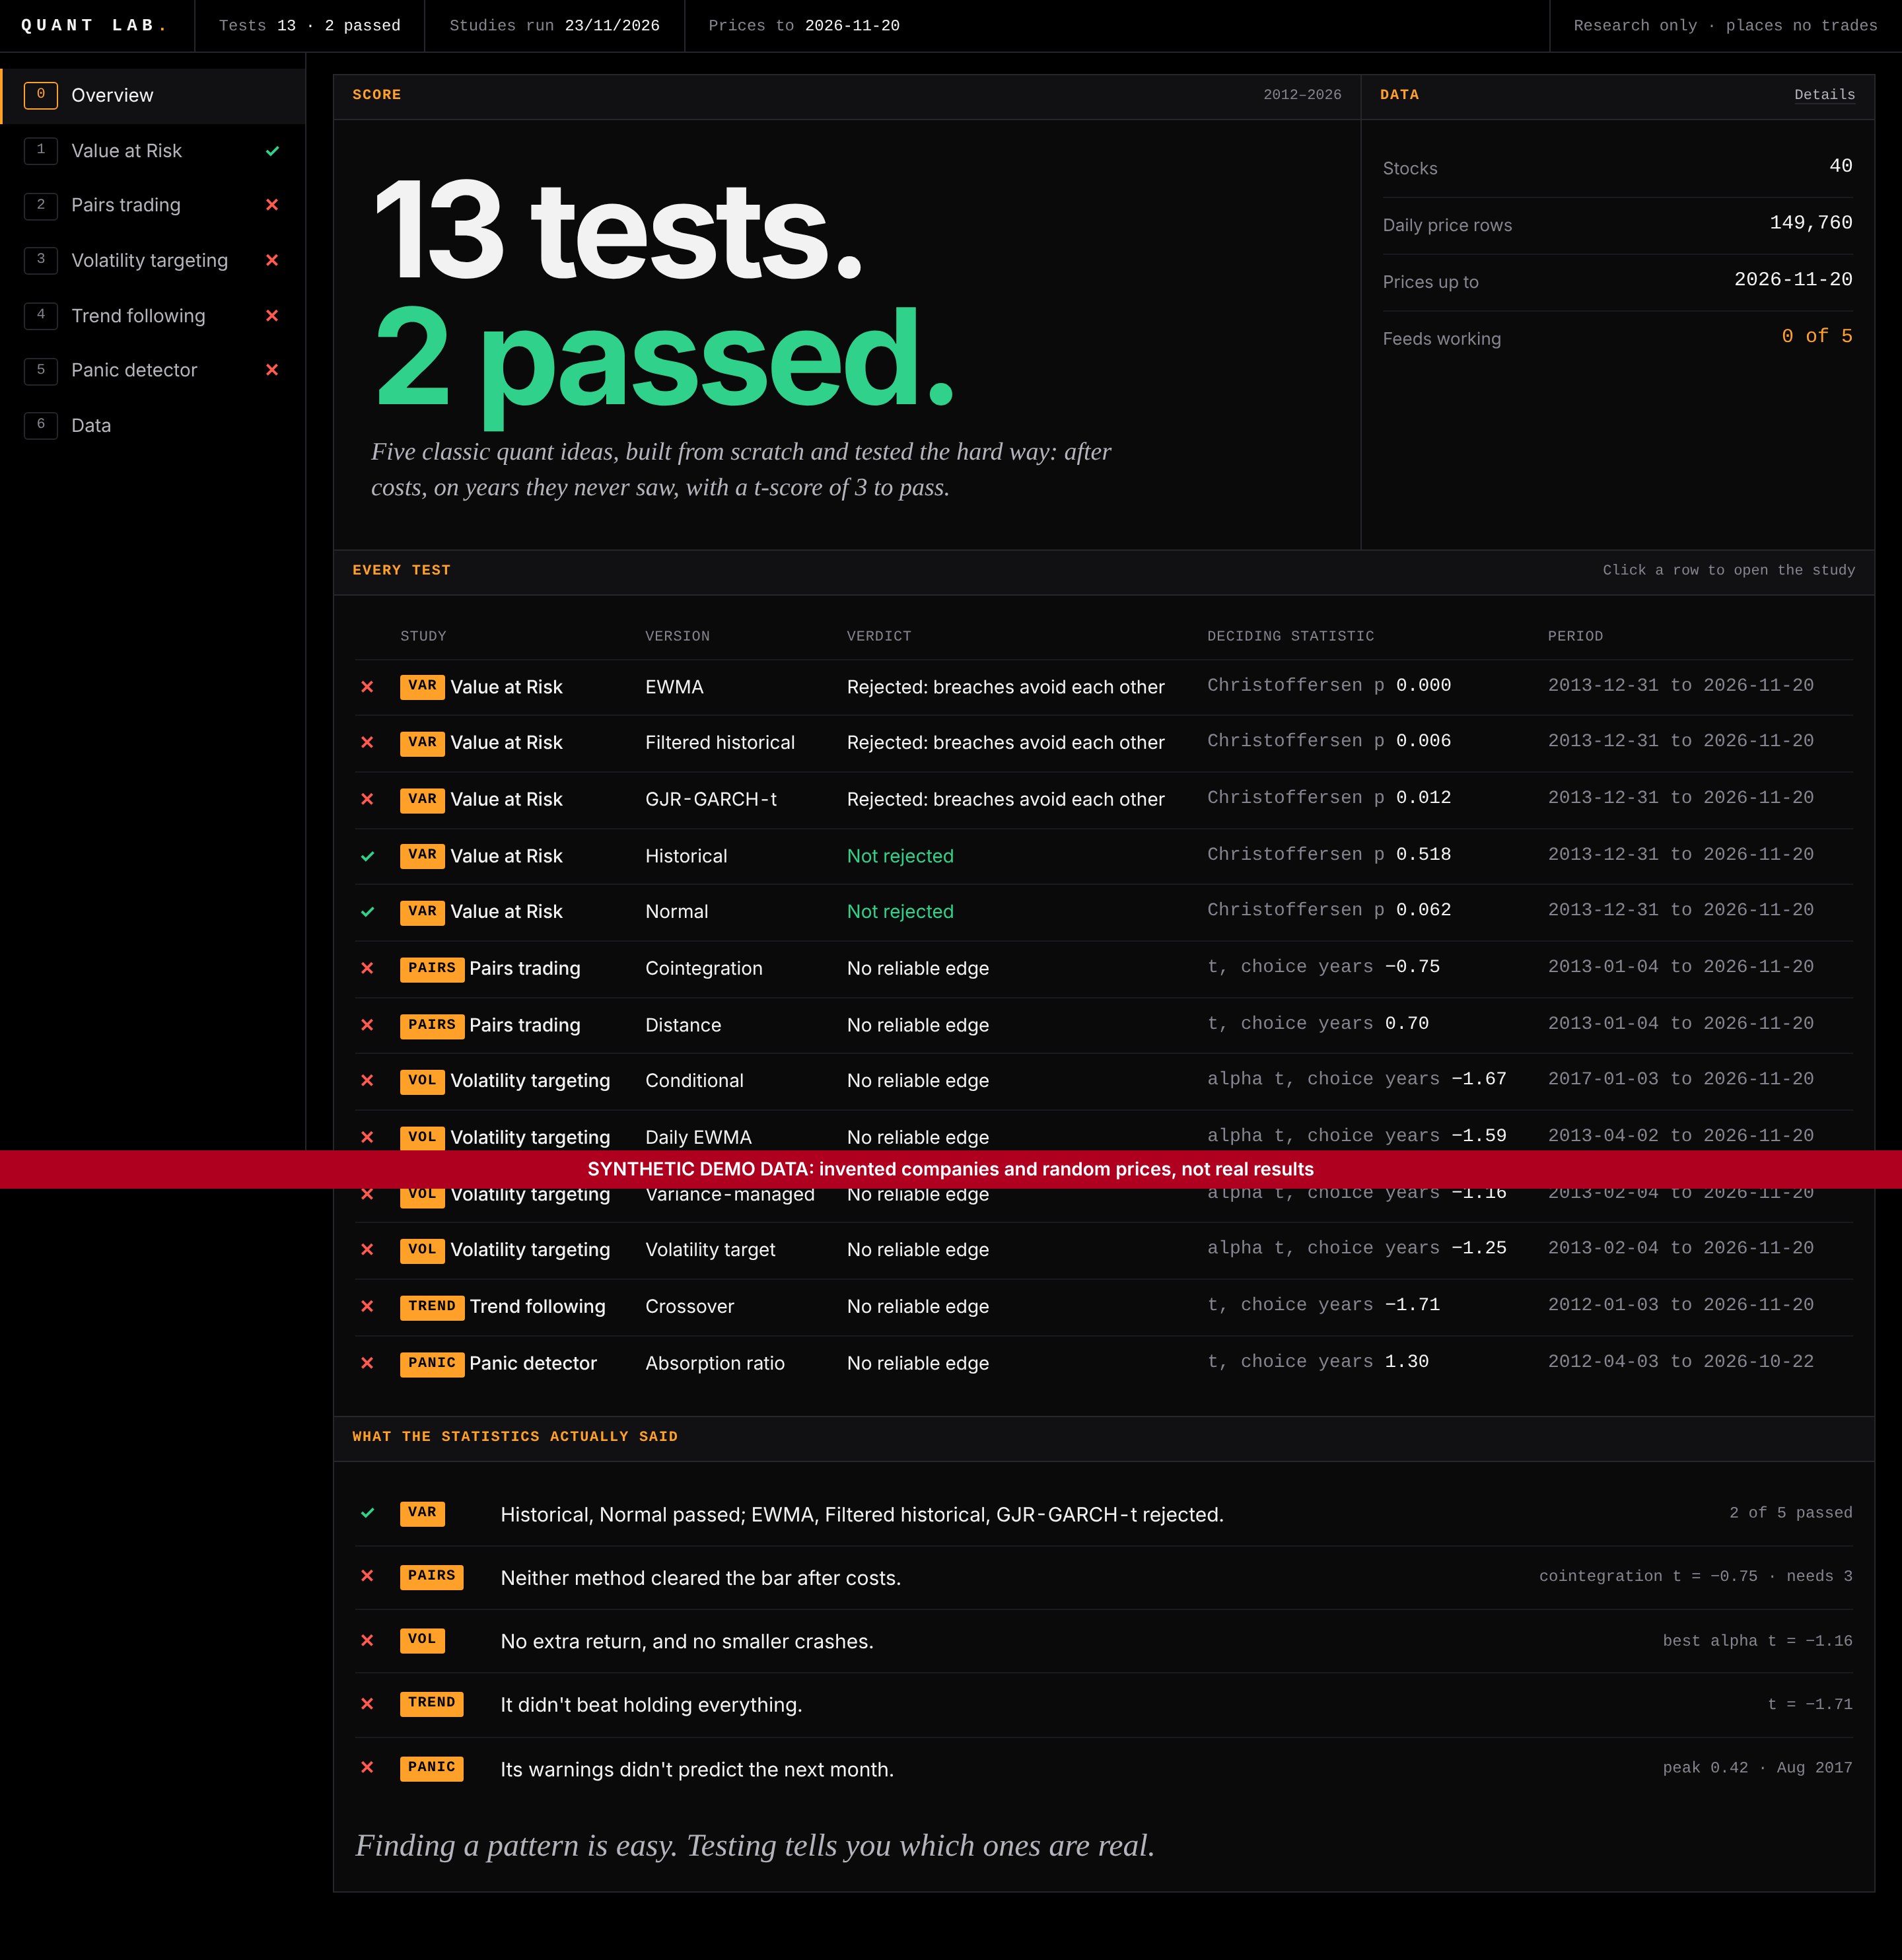 QUANT LAB. Tests 13 · 2 passed Studies run 23/11/2026 Prices to 2026-11-20 Research only · places no trades
0 Overview
1 Value at Risk ✓
2 Pairs trading ✕
3 Volatility targeting ✕
4 Trend following ✕
5 Panic detector ✕
6 Data
SCORE 2012–2026
13 tests.
2 passed.
Five classic quant ideas, built from scratch and tested the hard way: after
costs, on years they never saw, with a t-score of 3 to pass.
DATA Details
Stocks 40
Daily price rows 149,760
Prices up to 2026-11-20
Feeds working 0 of 5
EVERY TEST Click a row to open the study
STUDY VERSION VERDICT DECIDING STATISTIC PERIOD
✕ VAR Value at Risk EWMA Rejected: breaches avoid each other Christoffersen p 0.000 2013-12-31 to 2026-11-20
✕ VAR Value at Risk Filtered historical Rejected: breaches avoid each other Christoffersen p 0.006 2013-12-31 to 2026-11-20
✕ VAR Value at Risk GJR-GARCH-t Rejected: breaches avoid each other Christoffersen p 0.012 2013-12-31 to 2026-11-20
✓ VAR Value at Risk Historical Not rejected Christoffersen p 0.518 2013-12-31 to 2026-11-20
✓ VAR Value at Risk Normal Not rejected Christoffersen p 0.062 2013-12-31 to 2026-11-20
✕ PAIRS Pairs trading Cointegration No reliable edge t, choice years −0.75 2013-01-04 to 2026-11-20
✕ PAIRS Pairs trading Distance No reliable edge t, choice years 0.70 2013-01-04 to 2026-11-20
✕ VOL Volatility targeting Conditional No reliable edge alpha t, choice years −1.67 2017-01-03 to 2026-11-20
✕ VOL Volatility targeting Daily EWMA No reliable edge alpha t, choice years −1.59 2013-04-02 to 2026-11-20
SYNTHETIC DEMO DATA: invented companies and random prices, not real results
✕ VOL Volatility targeting Variance-managed No reliable edge alpha t, choice years −1.16 2013-02-04 to 2026-11-20
✕ VOL Volatility targeting Volatility target No reliable edge alpha t, choice years −1.25 2013-02-04 to 2026-11-20
✕ TREND Trend following Crossover No reliable edge t, choice years −1.71 2012-01-03 to 2026-11-20
✕ PANIC Panic detector Absorption ratio No reliable edge t, choice years 1.30 2012-04-03 to 2026-10-22
WHAT THE STATISTICS ACTUALLY SAID
✓ VAR Historical, Normal passed; EWMA, Filtered historical, GJR-GARCH-t rejected. 2 of 5 passed
✕ PAIRS Neither method cleared the bar after costs. cointegration t = −0.75 · needs 3
✕ VOL No extra return, and no smaller crashes. best alpha t = −1.16
✕ TREND It didn't beat holding everything. t = −1.71
✕ PANIC Its warnings didn't predict the next month. peak 0.42 · Aug 2017
Finding a pattern is easy. Testing tells you which ones are real.